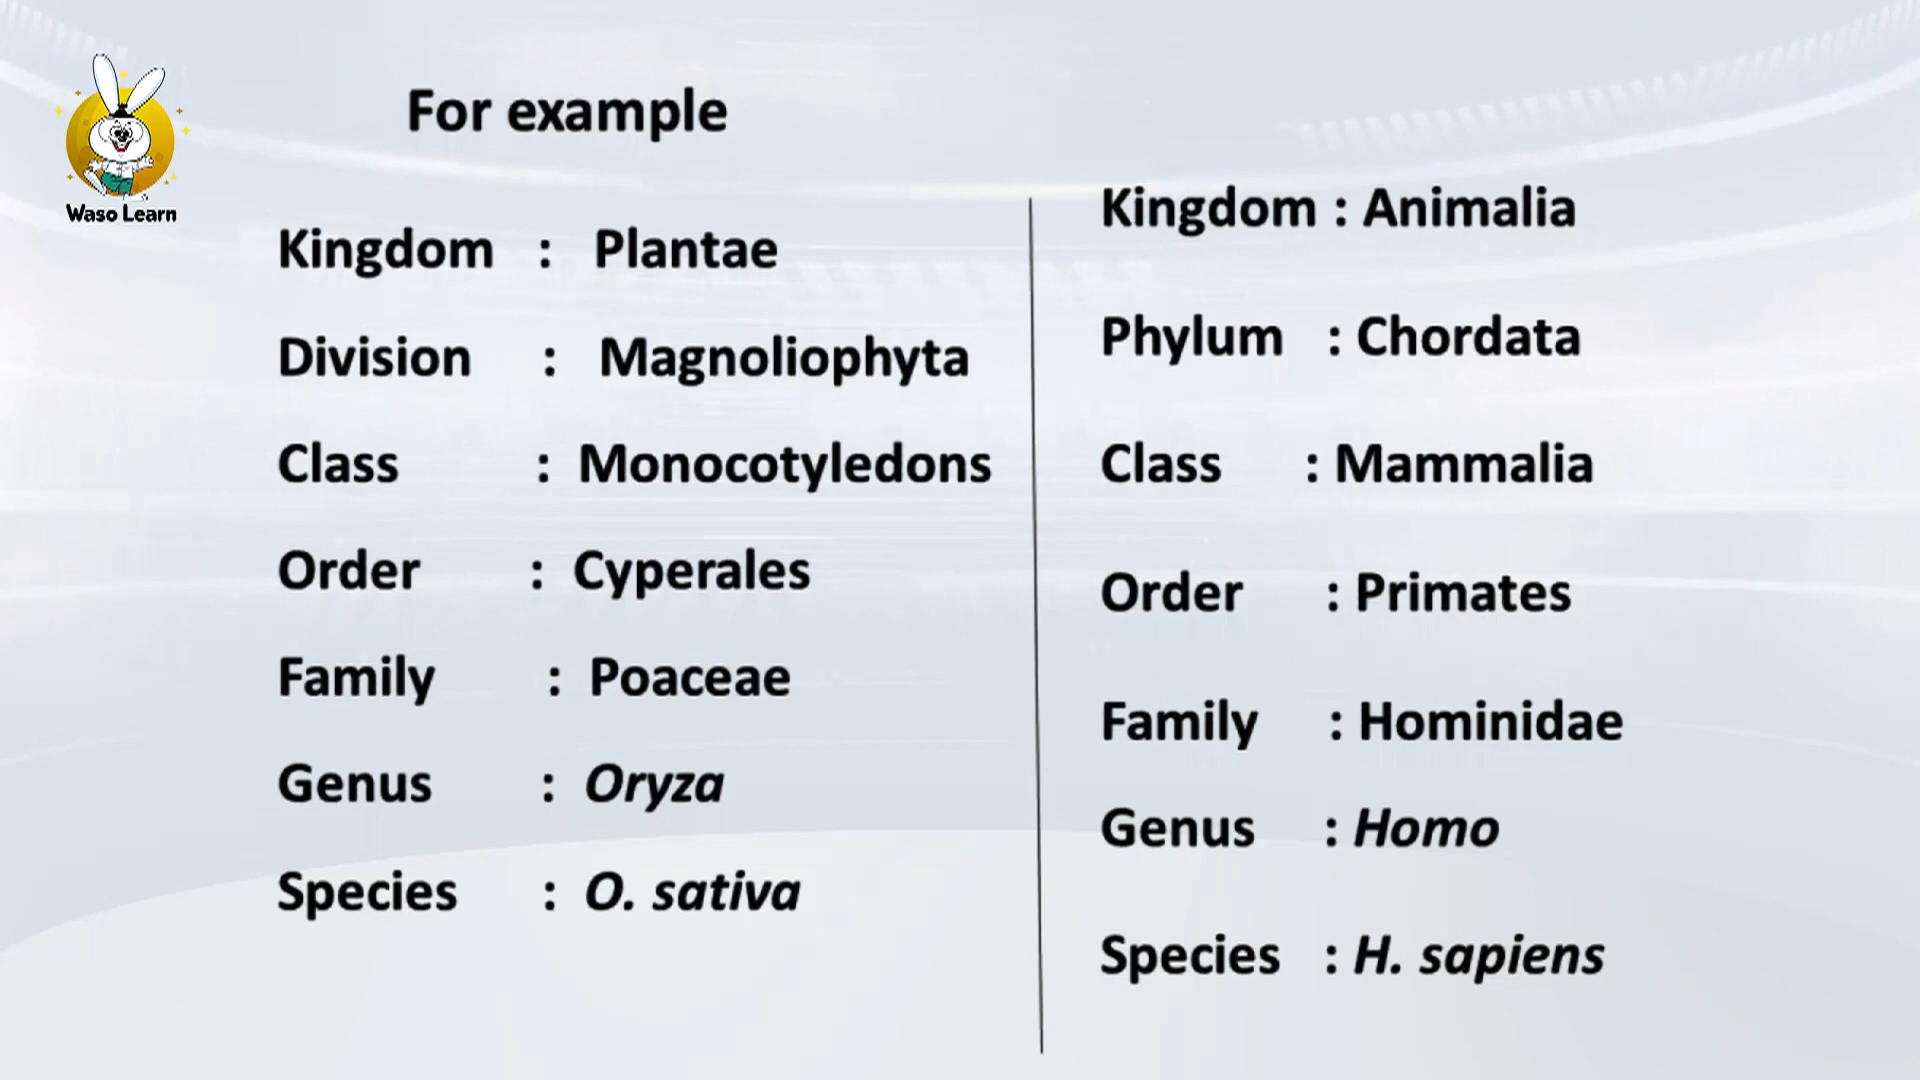 Waso Learn
For example
Kingdom : Plantae
Division : Magnoliophyta
Class : Monocotyledons
Order : Cyperales
Family : Poaceae
Genus : Oryza
Species : O. sativa
Kingdom : Animalia
Phylum : Chordata
Class : Mammalia
Order : Primates
Family : Hominidae
Genus : Homo
Species : H. sapiens